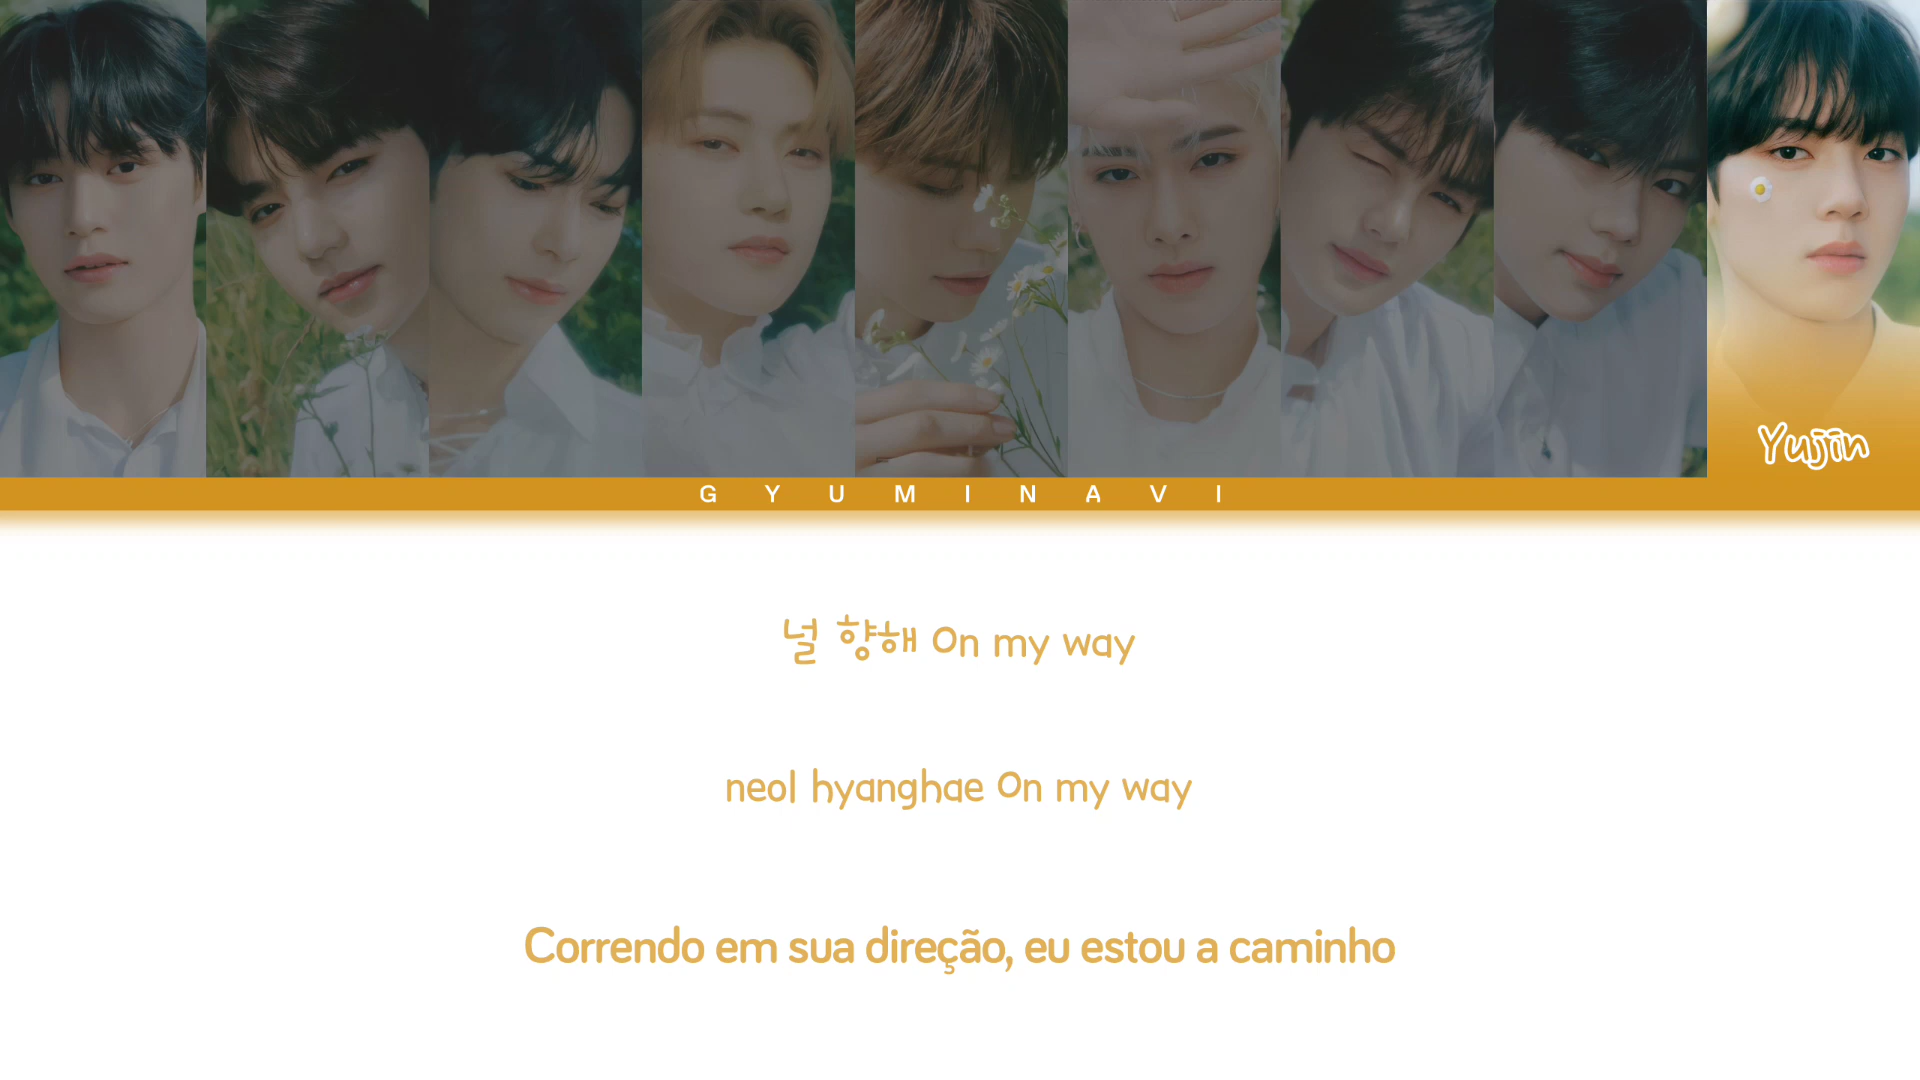 Yujin
GYUMINAVI
널 향해 On my way
neol hyanghae On my way
Correndo em sua direção, eu estou a caminho